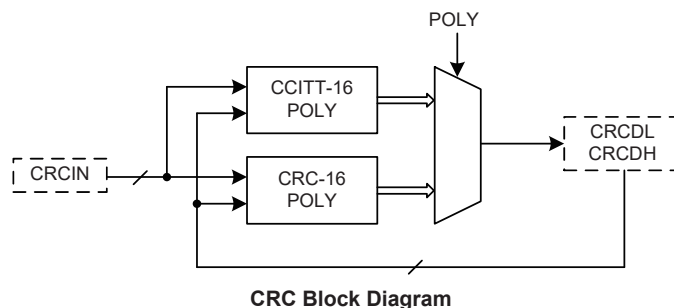 POLY
CCITT-16
POLY
CRCDL
CRCDH
CRCIN
CRC-16
POLY
CRC Block Diagram